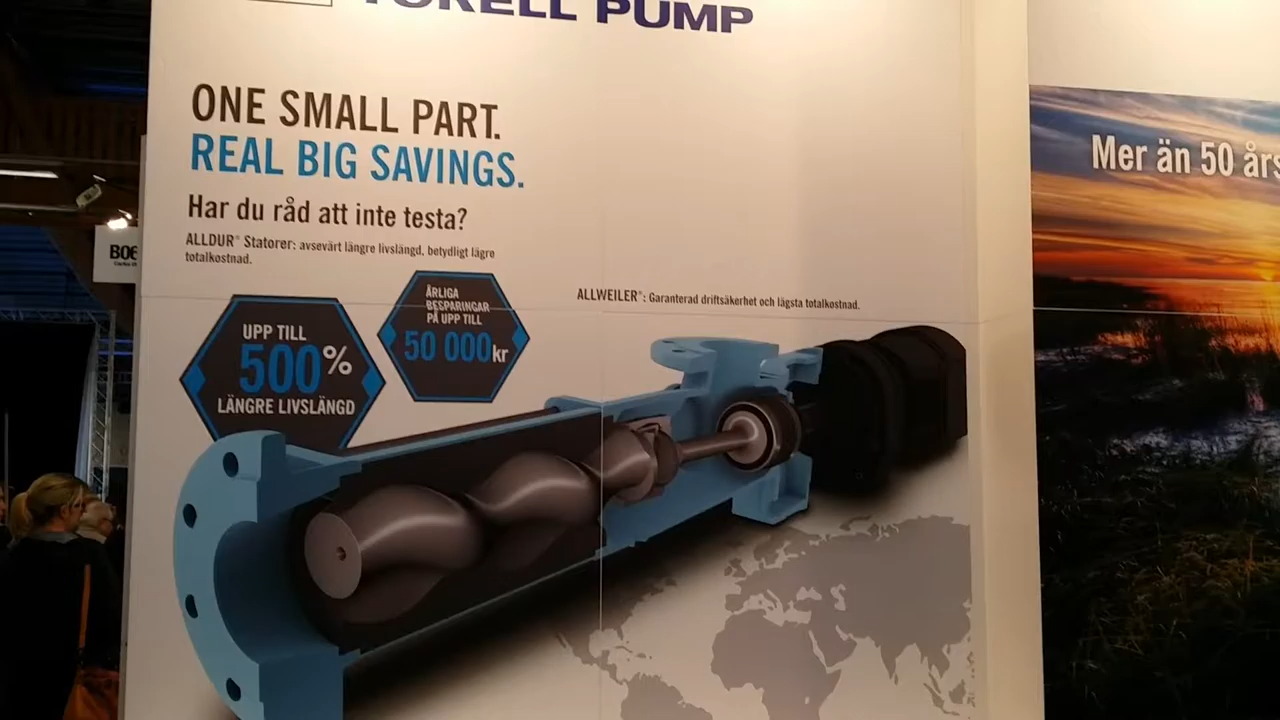 TORELL PUMP
ONE SMALL PART.
REAL BIG SAVINGS.
Har du råd att inte testa?
ALLDUR® Statorer: avsevärt längre livslängd, betydligt lägre
totalkostnad.
ÅRLIGA
BESPARINGAR
PÅ UPP TILL
50 000kr
UPP TILL
500%
LÄNGRE LIVSLÄNGD
ALLWEILER®: Garanterad driftsäkerhet och lägsta totalkostnad.
Mer än 50 års
B06